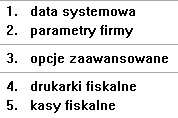 1. data systemowa
2. parametry firmy
3. opcje zaawansowane
4. drukarki fiskalne
5. kasy fiskalne